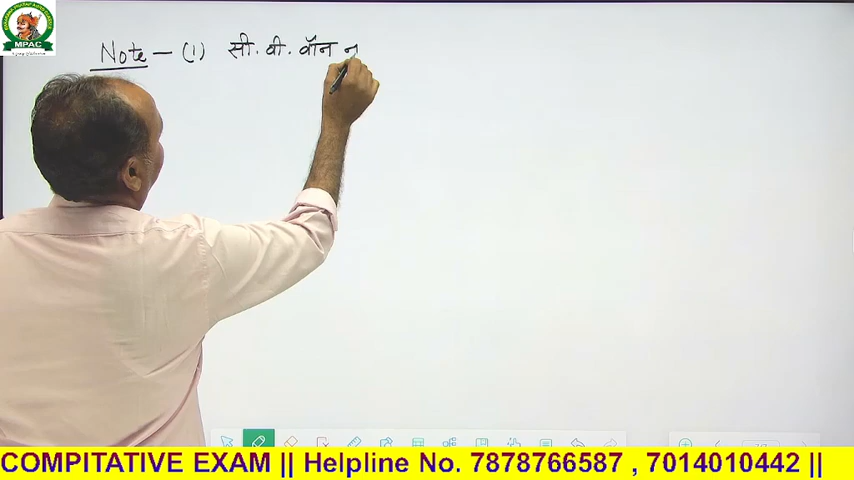 MPAC
Note – (1) सी. वी. वॉन न
COMPITATIVE EXAM || Helpline No. 7878766587 , 7014010442 ||